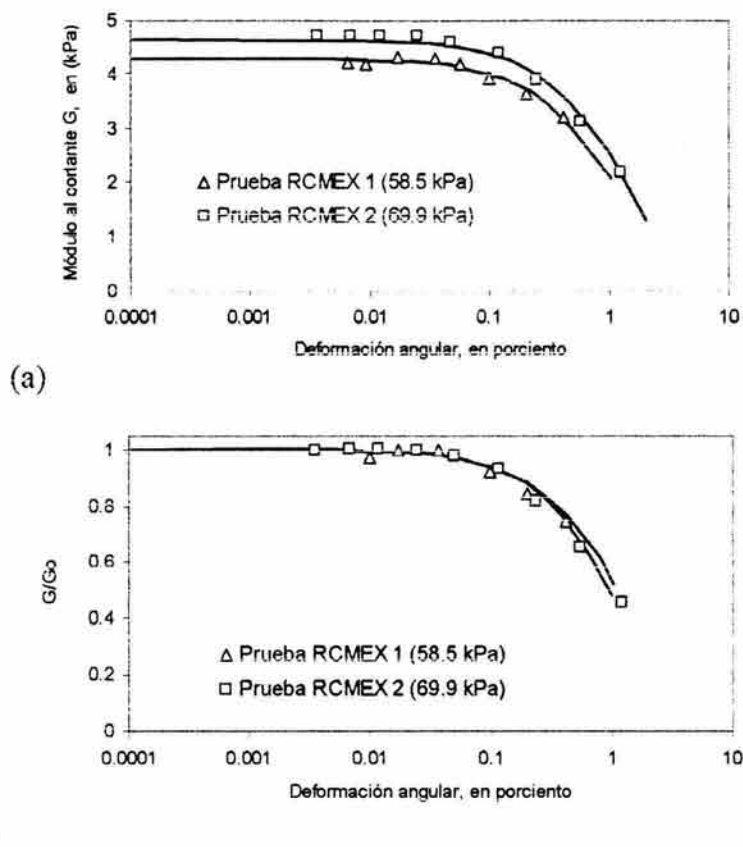 5
4
3
2
1
0
Módulo al cortante G, en (kPa)
△ Prueba RCMEX 1 (58.5 kPa)
□ Prueba RCMEX 2 (69.9 kPa)
0.0001 0.001 0.01 0.1 1 10
Deformación angular, en porciento
(a)
1
0.8
0.6
0.4
0.2
0
G/Go
△ Prueba RCMEX 1 (58.5 kPa)
□ Prueba RCMEX 2 (69.9 kPa)
0.0001 0.001 0.01 0.1 1 10
Deformación angular, en porciento